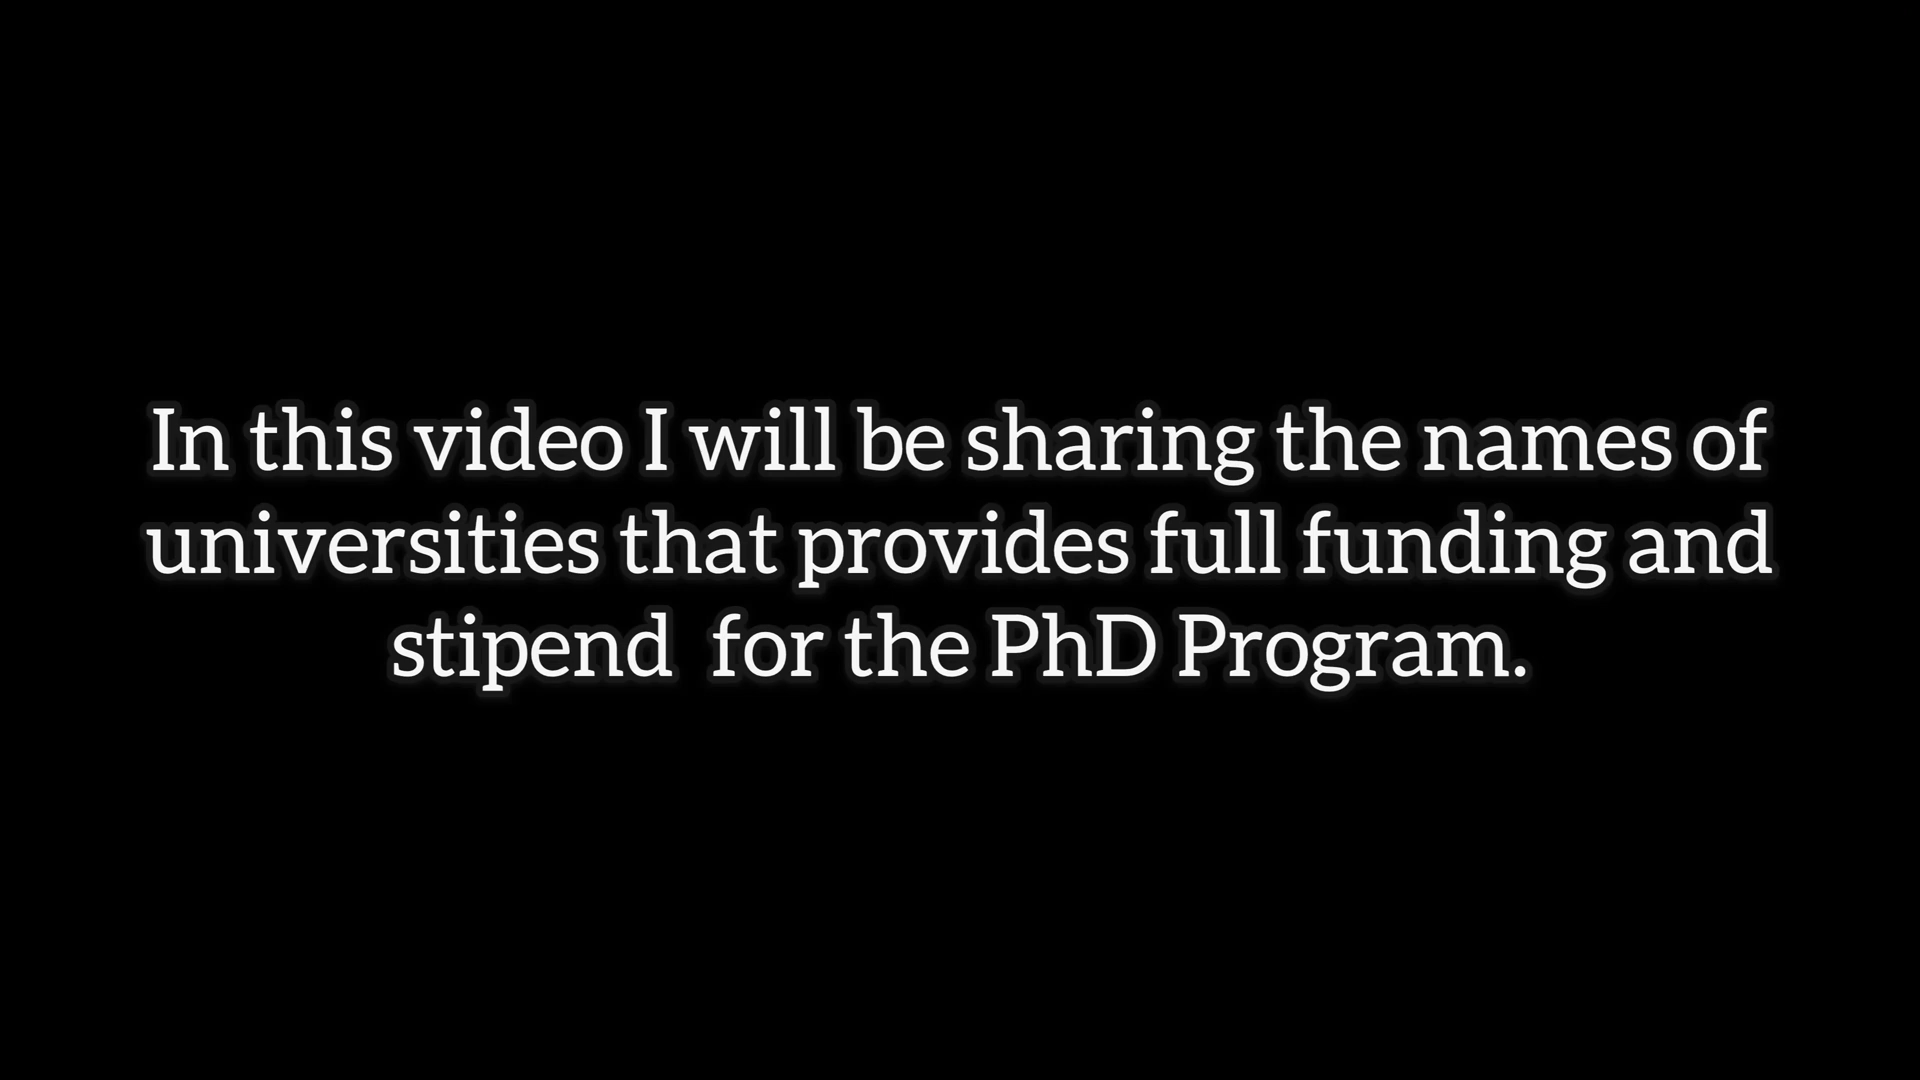 In this video I will be sharing the names of
universities that provides full funding and
stipend  for the PhD Program.